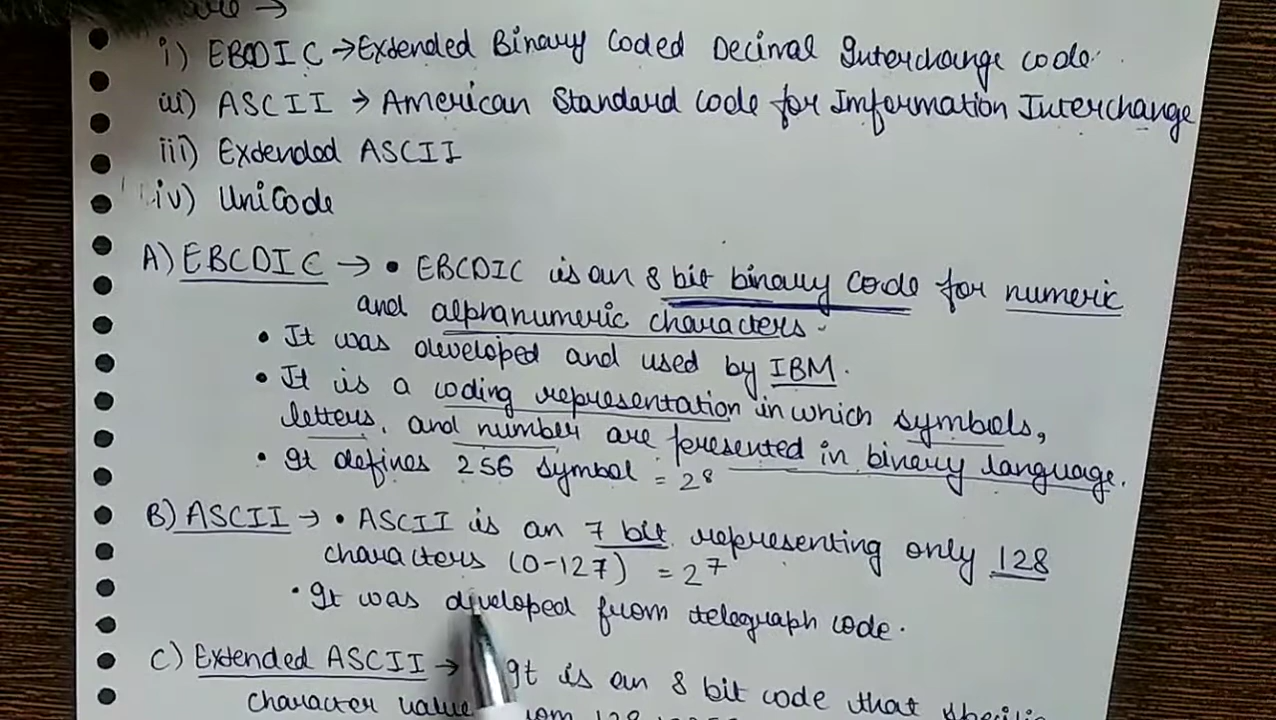 are →
i) EBCDIC → Extended Binary Coded Decimal Interchange code.
iii) ASCII → American Standard Code for Information Interchange
iii) Extended ASCII
iv) UniCode
A) EBCDIC → • EBCDIC is an 8 bit binary code for numeric
and alphanumeric characters.
• It was developed and used by IBM.
• It is a coding representation in which symbols,
letters, and number are presented in binary language.
• It defines 256 symbol = 2⁸
B) ASCII → • ASCII is an 7 bit representing only 128
characters (0-127) = 2⁷
• It was developed from telegraph code.
C) Extended ASCII → It is an 8 bit code that
character value 128